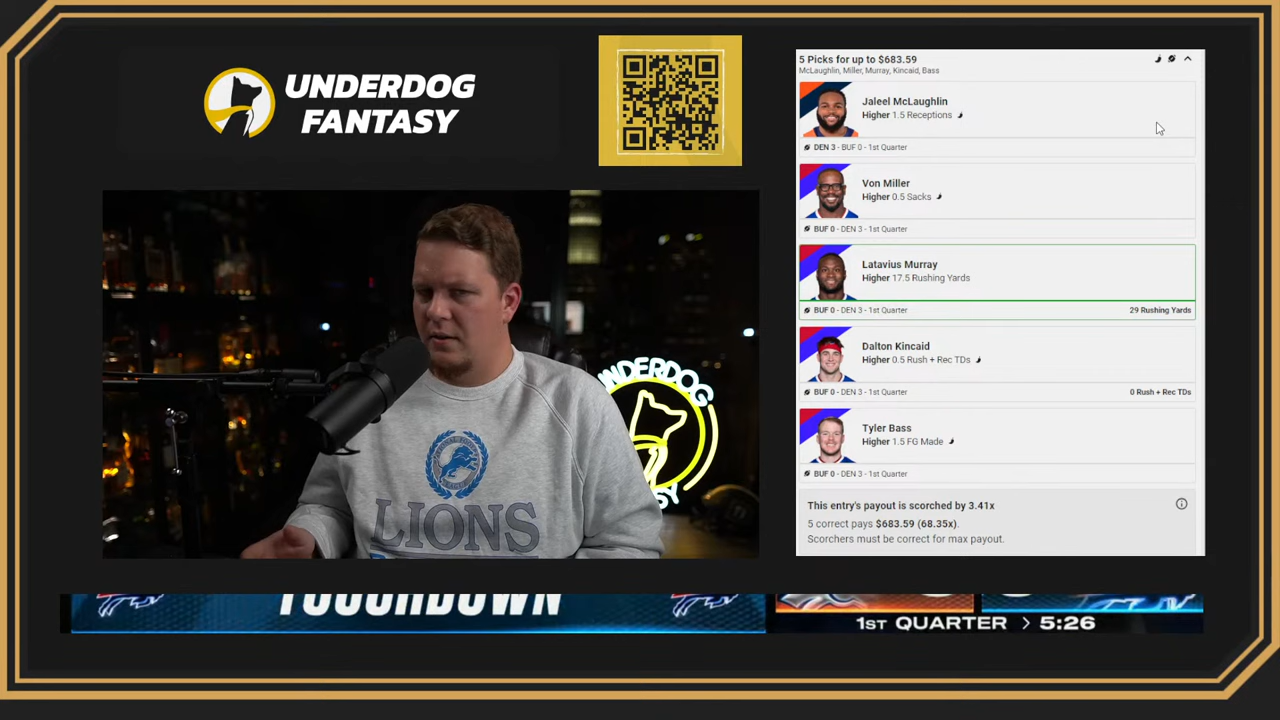 UNDERDOG
FANTASY
5 Picks for up to $683.59
McLaughlin, Miller, Murray, Kincaid, Bass
Jaleel McLaughlin
Higher 1.5 Receptions
DEN 3 - BUF 0 - 1st Quarter
Von Miller
Higher 0.5 Sacks
BUF 0 - DEN 3 - 1st Quarter
Latavius Murray
Higher 17.5 Rushing Yards
BUF 0 - DEN 3 - 1st Quarter
29 Rushing Yards
Dalton Kincaid
Higher 0.5 Rush + Rec TDs
BUF 0 - DEN 3 - 1st Quarter
0 Rush + Rec TDs
Tyler Bass
Higher 1.5 FG Made
BUF 0 - DEN 3 - 1st Quarter
This entry's payout is scorched by 3.41x
5 correct pays $683.59 (68.35x).
Scorchers must be correct for max payout.
LIONS
TOUCHDOWN
1ST QUARTER > 5:26